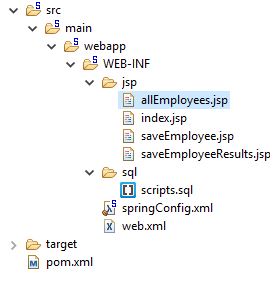 src
main
webapp
WEB-INF
jsp
allEmployees.jsp
index.jsp
saveEmployee.jsp
saveEmployeeResults.jsp
sql
scripts.sql
springConfig.xml
web.xml
target
pom.xml